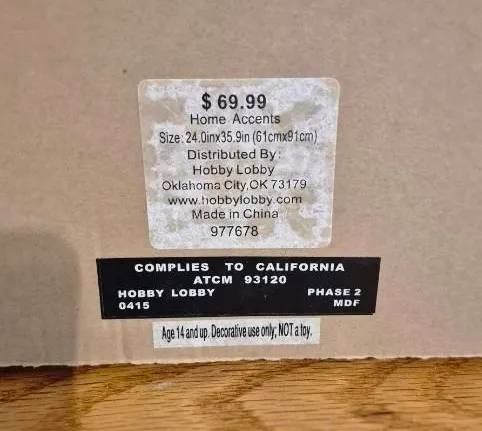 $ 69.99
Home Accents
Size: 24.0inx35.9in (61cmx91cm)
Distributed By:
Hobby Lobby
Oklahoma City,OK 73179
www.hobbylobby.com
Made in China
977678
COMPLIES TO CALIFORNIA
ATCM 93120
HOBBY LOBBY PHASE 2
0415 MDF
Age 14 and up. Decorative use only; NOT a toy.